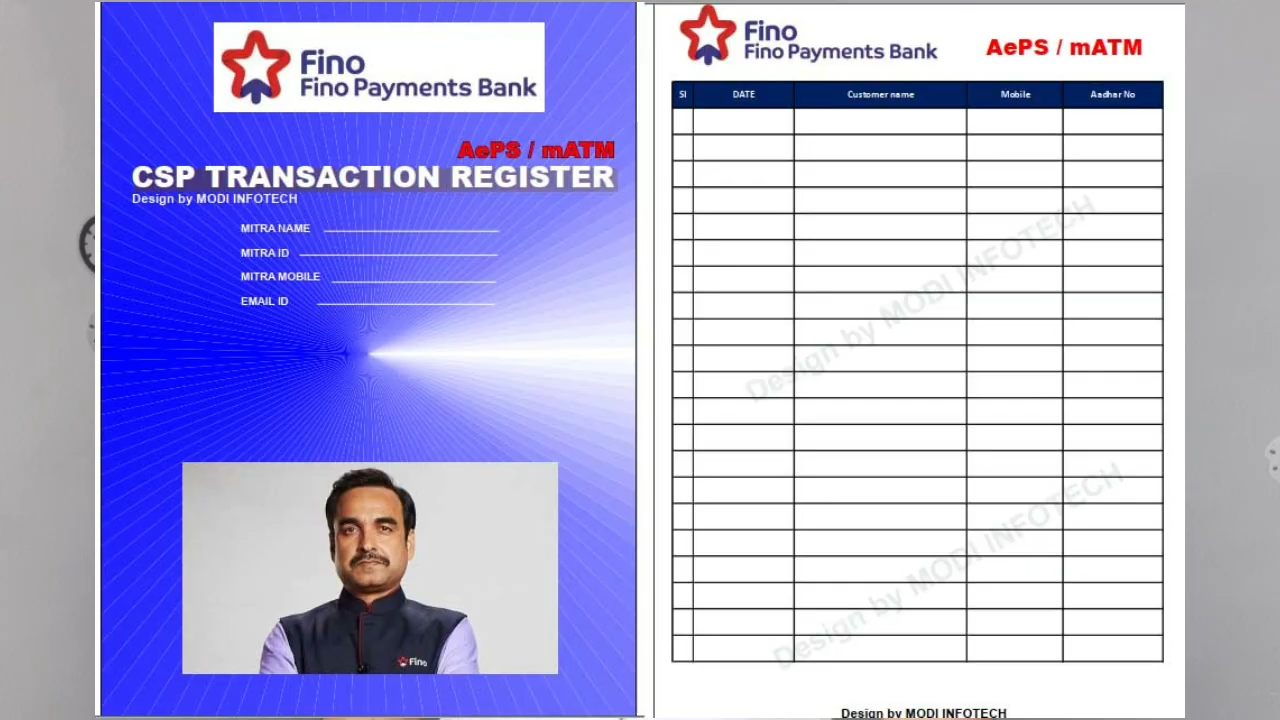 Fino
Fino Payments Bank
AePS / mATM
CSP TRANSACTION REGISTER
Design by MODI INFOTECH
MITRA NAME
MITRA ID
MITRA MOBILE
EMAIL ID
Fino
Fino
Fino Payments Bank
AePS / mATM
Sl DATE Customer name Mobile Aadhar No
Design by MODI INFOTECH
Design by MODI INFOTECH
Design by MODI INFOTECH